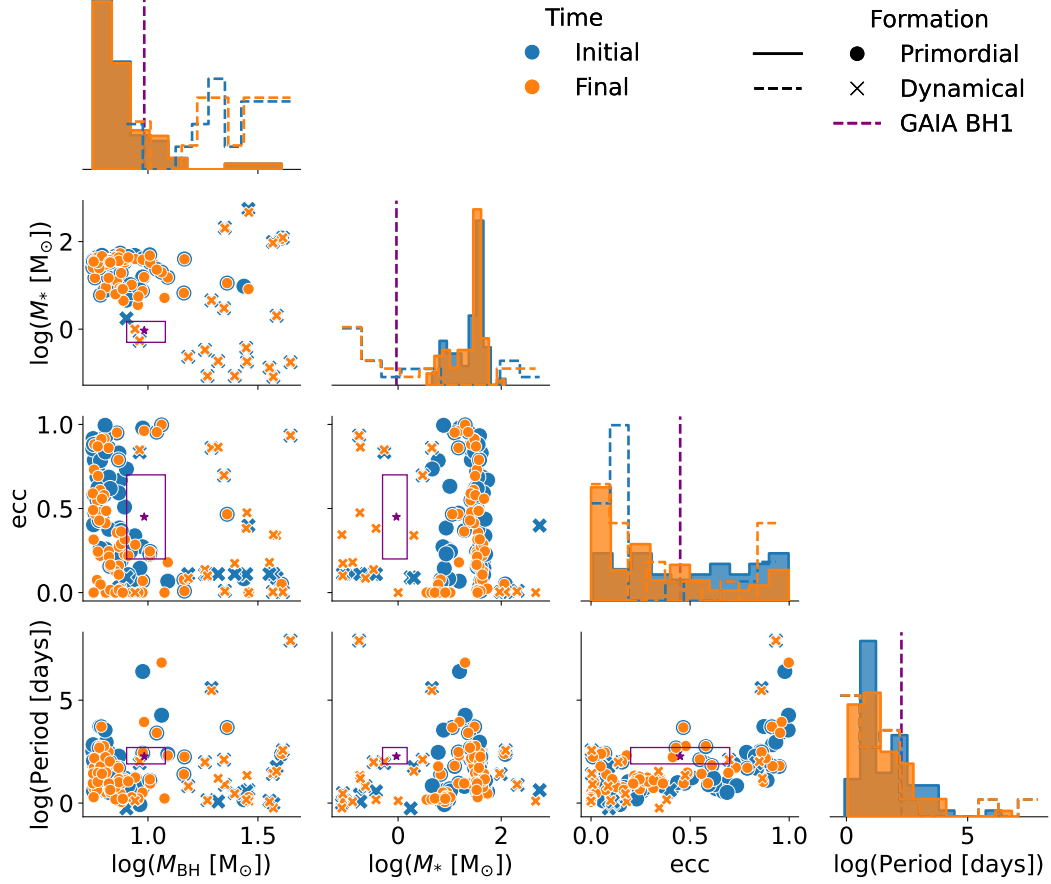 Time
Initial
Final
Formation
Primordial
Dynamical
GAIA BH1
log(M* [M⊙])
2
0
ecc
1.0
0.5
0.0
log(Period [days])
5
0
1.0 1.5
0 2
0.0 0.5 1.0
0 5
log(MBH [M⊙])
log(M* [M⊙])
ecc
log(Period [days])